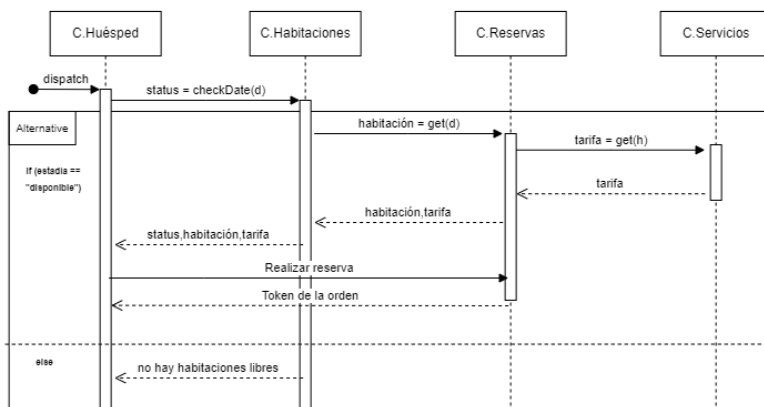 C.Huésped
C.Habitaciones
C.Reservas
C.Servicios
dispatch
status = checkDate(d)
Alternative
habitación = get(d)
tarifa = get(h)
If (estadia ==
"disponible")
tarifa
habitación,tarifa
status,habitación,tarifa
Realizar reserva
Token de la orden
else
no hay habitaciones libres